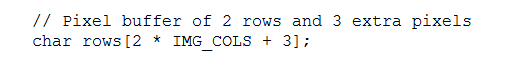 // Pixel buffer of 2 rows and 3 extra pixels
char rows[2 * IMG_COLS + 3];